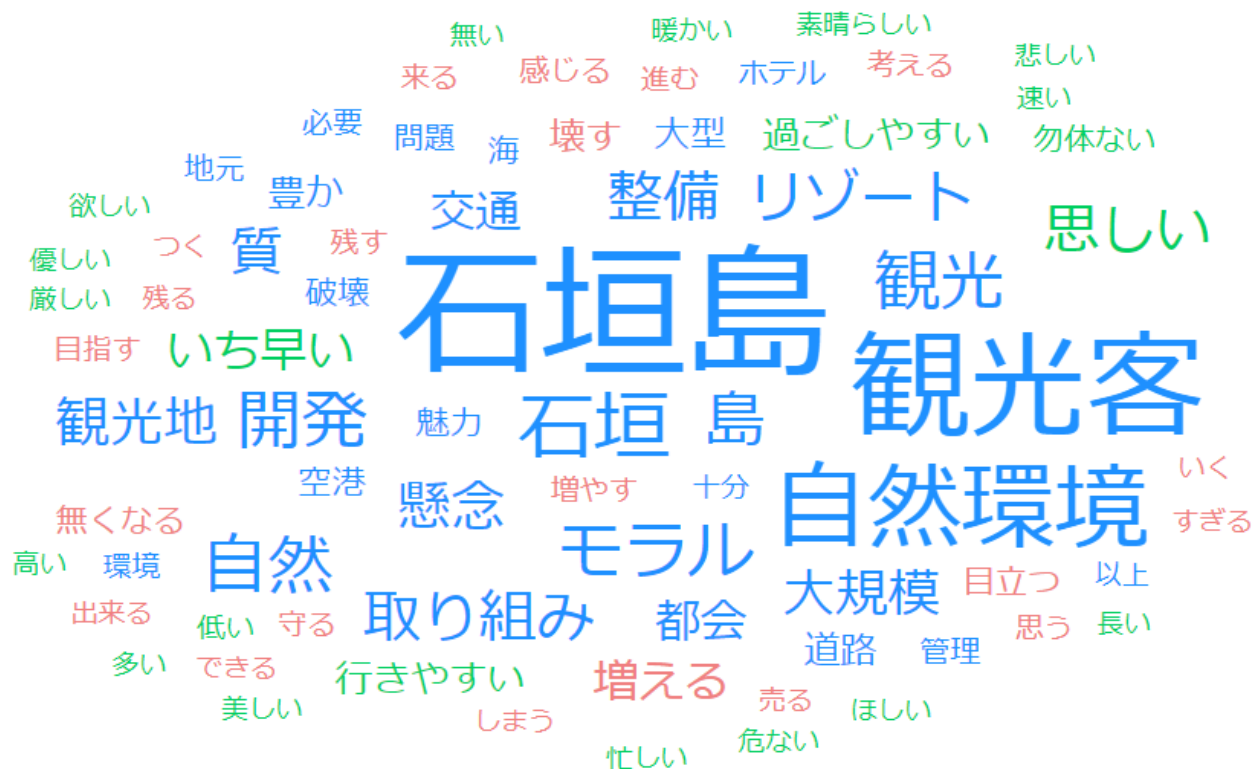 無い 暖かい 素晴らしい
来る 感じる 進む ホテル 考える 悲しい
速い
必要 問題 海 壊す 大型 過ごしやすい 勿体ない
地元 豊か 交通 整備 リゾート
欲しい 思しい
優しい つく 質 残す
厳しい 残る 破壊 石垣島 観光
目指す いち早い 観光客
観光地 開発 魅力 石垣 島
空港 懸念 増やす 十分 自然環境 いく
無くなる すぎる
高い 環境 自然 モラル 大規模 目立つ 以上
出来る 低い 守る 取り組み 都会 思う 長い
多い できる 行きやすい 増える 道路 管理
美しい しまう 売る ほしい
忙しい 危ない